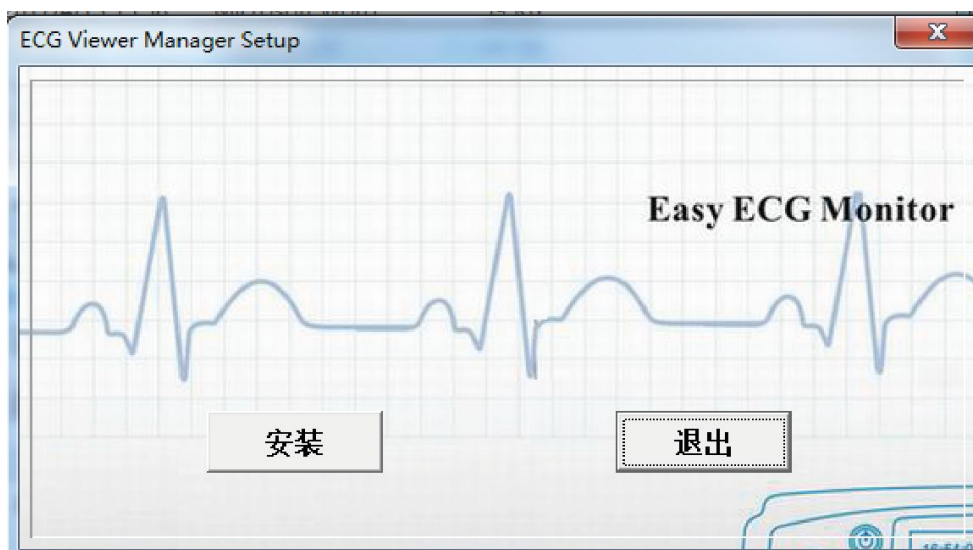 ECG Viewer Manager Setup
Easy ECG Monitor
安装
退出